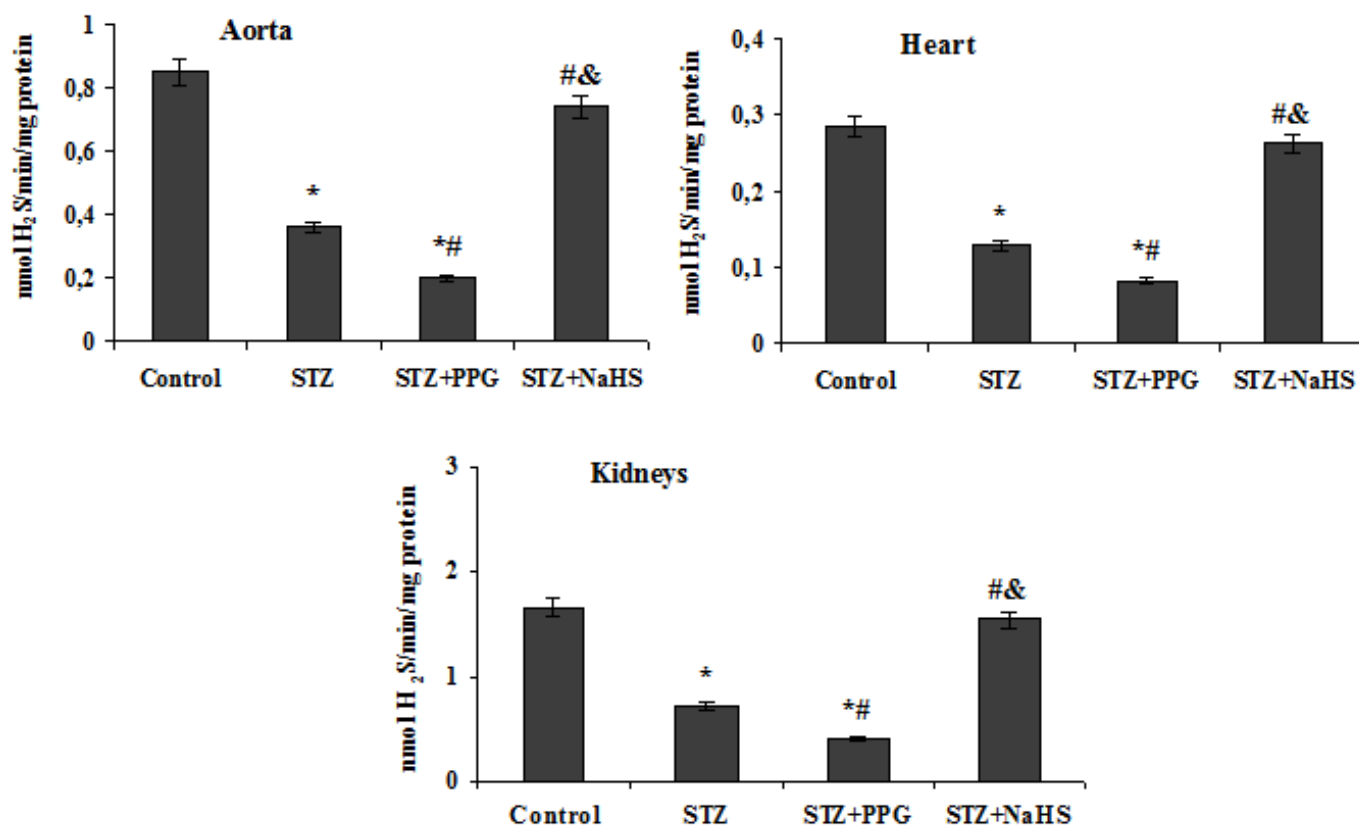 Aorta
nmol H₂S/min/mg protein
1
0,8
0,6
0,4
0,2
0
*
*#
#&
Control STZ STZ+PPG STZ+NaHS
Heart
nmol H₂S/min/mg protein
0,4
0,3
0,2
0,1
0
*
*#
#&
Control STZ STZ+PPG STZ+NaHS
Kidneys
nmol H₂S/min/mg protein
3
2
1
0
*
*#
#&
Control STZ STZ+PPG STZ+NaHS